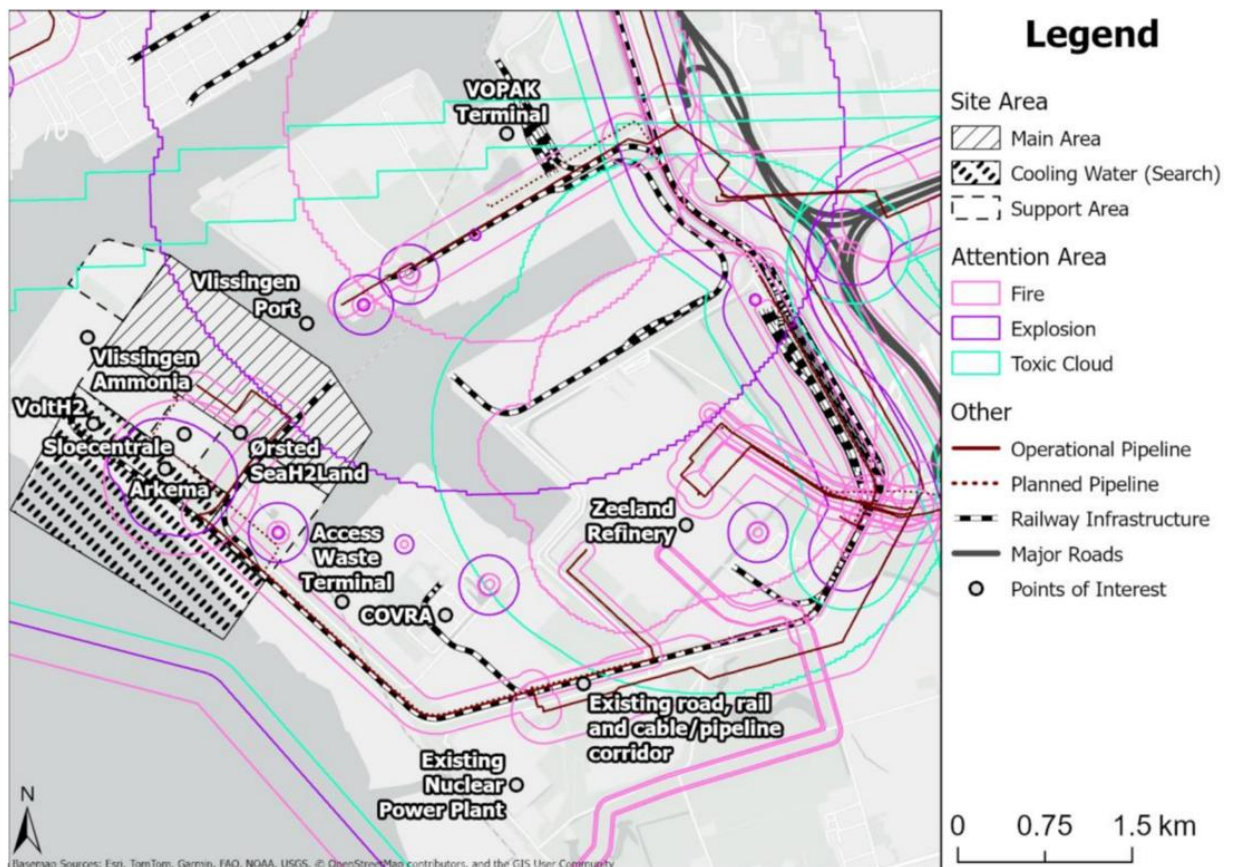 VOPAK
Terminal
Vlissingen
Port
Vlissingen
Ammonia
VoltH2
Sloecentrale
Ørsted
SeaH2Land
Arkema
Access
Waste
Terminal
COVRA
Zeeland
Refinery
Existing road, rail
and cable/pipeline
corridor
Existing
Nuclear
Power Plant
N
Basemap Sources: Esri, TomTom, Garmin, FAO, NOAA, USGS, © OpenStreetMap contributors, and the GIS User Community
Legend
Site Area
Main Area
Cooling Water (Search)
Support Area
Attention Area
Fire
Explosion
Toxic Cloud
Other
Operational Pipeline
Planned Pipeline
Railway Infrastructure
Major Roads
Points of Interest
0 0.75 1.5 km